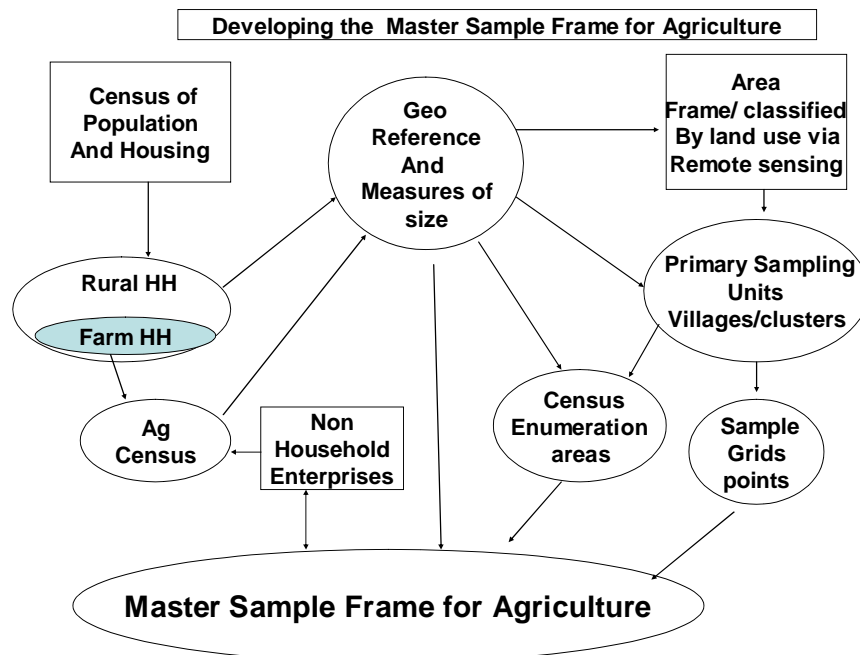 Developing the Master Sample Frame for Agriculture
Census of
Population
And Housing
Geo
Reference
And
Measures of
size
Area
Frame/ classified
By land use via
Remote sensing
Rural HH
Farm HH
Primary Sampling
Units
Villages/clusters
Ag
Census
Non
Household
Enterprises
Census
Enumeration
areas
Sample
Grids
points
Master Sample Frame for Agriculture